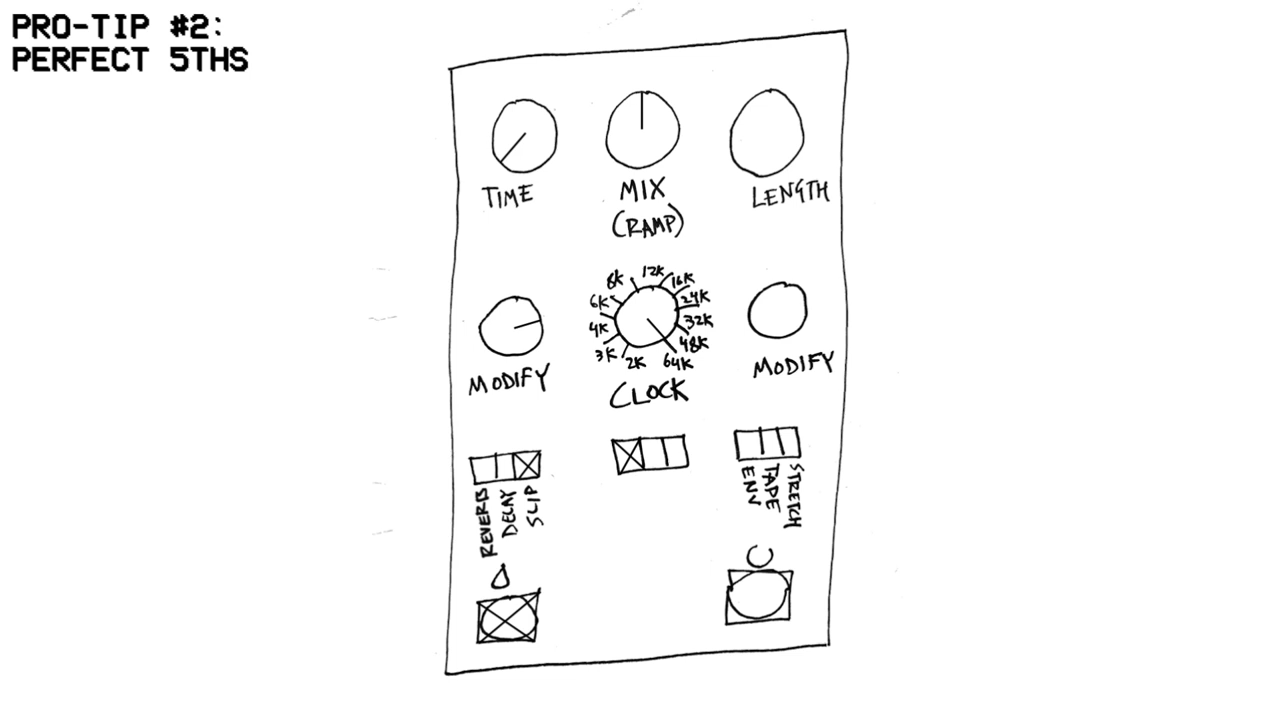 PRO-TIP #2:
PERFECT 5THS
TIME
MIX
(RAMP)
LENGTH
2K
3K
4K
6K
8K
12K
16K
24K
32K
48K
64K
MODIFY
CLOCK
MODIFY
REVERB
DELAY
SLIP
ENV
TAPE
STRETCH